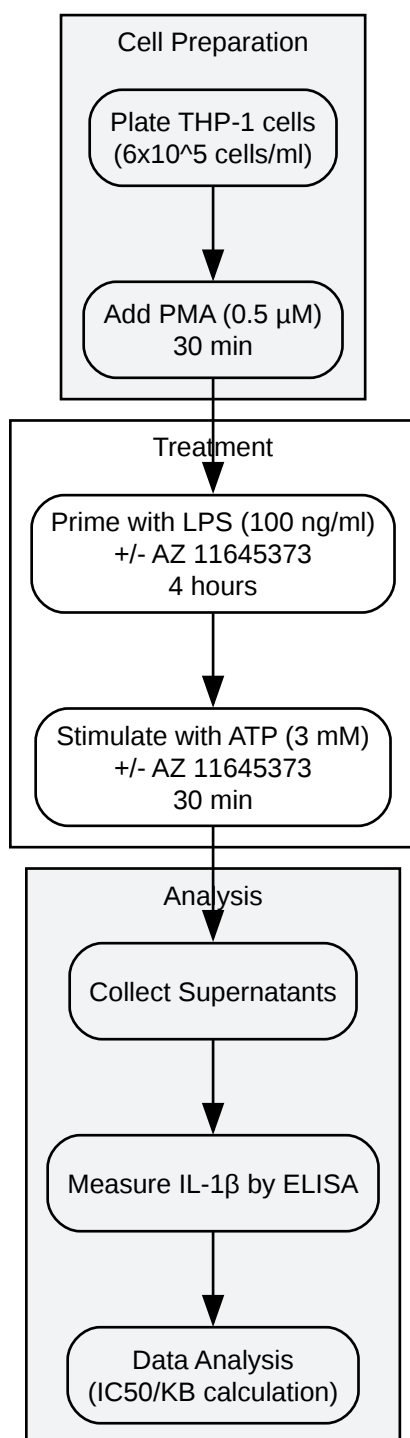 Cell Preparation
Plate THP-1 cells
(6x10^5 cells/ml)
Add PMA (0.5 µM)
30 min
Treatment
Prime with LPS (100 ng/ml)
+/- AZ 11645373
4 hours
Stimulate with ATP (3 mM)
+/- AZ 11645373
30 min
Analysis
Collect Supernatants
Measure IL-1β by ELISA
Data Analysis
(IC50/KB calculation)